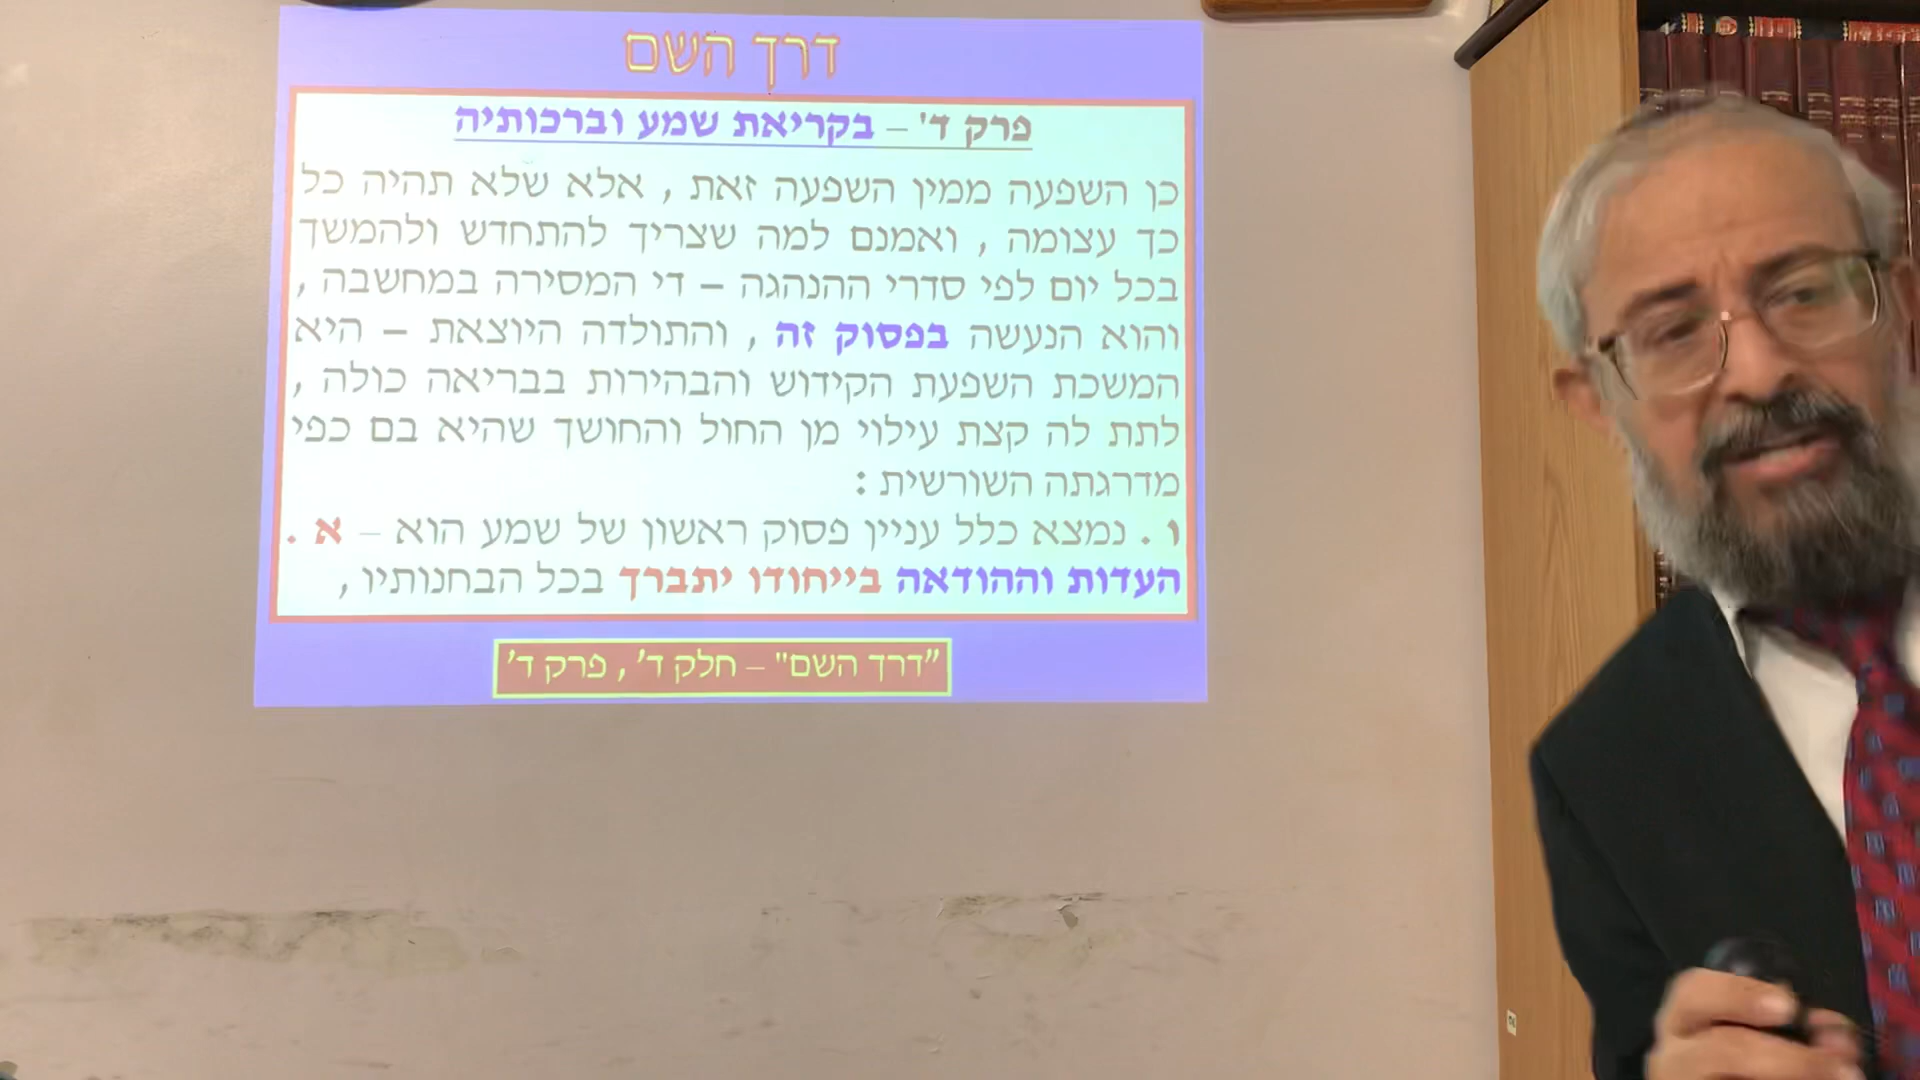 דרך השם
פרק ד' – בקריאת שמע וברכותיה
כן השפעה ממין השפעה זאת , אלא שלא תהיה כל
כך עצומה , ואמנם למה שצריך להתחדש ולהמשך
בכל יום לפי סדרי ההנהגה – די המסירה במחשבה ,
והוא הנעשה בפסוק זה , והתולדה היוצאת – היא
המשכת השפעת הקידוש והבהירות בבריאה כולה ,
לתת לה קצת עילוי מן החול והחושך שהיא בם כפי
מדרגתה השורשית :
ו . נמצא כלל עניין פסוק ראשון של שמע הוא – א .
העדות וההודאה בייחודו יתברך בכל הבחנותיו ,
"דרך השם" – חלק ד' , פרק ד'